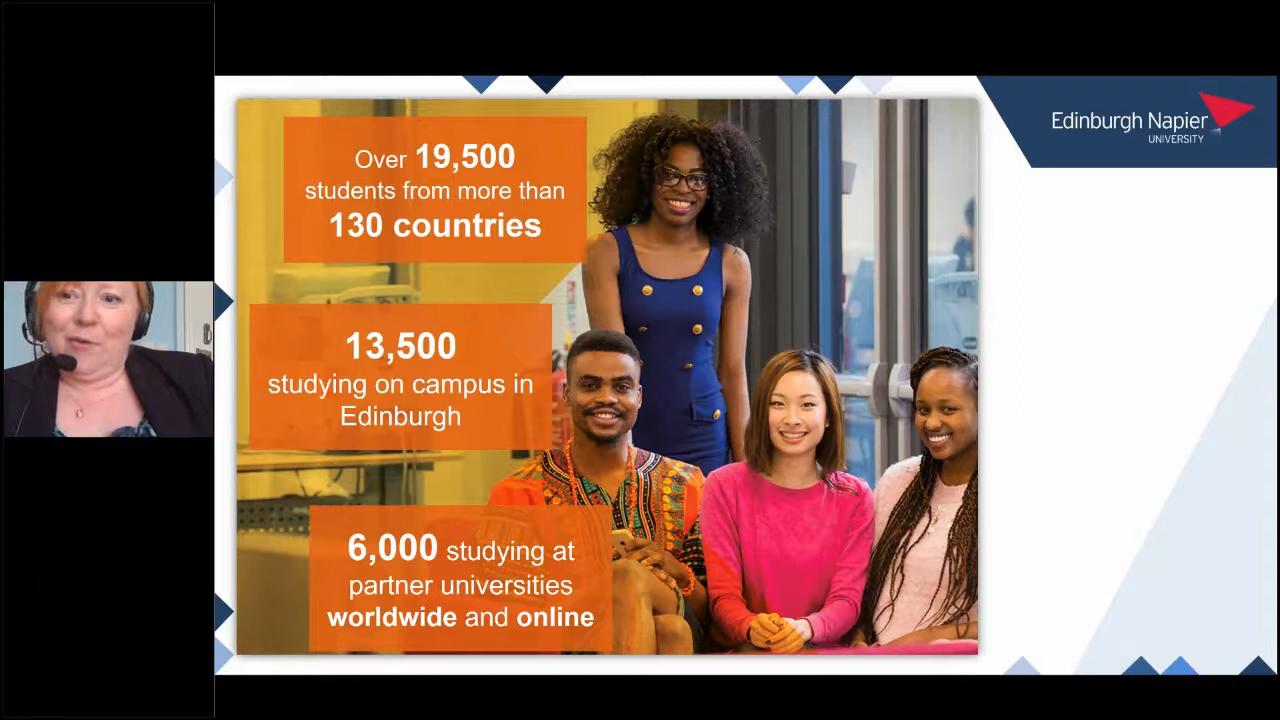 Over 19,500
students from more than
130 countries
13,500
studying on campus in
Edinburgh
6,000 studying at
partner universities
worldwide and online
Edinburgh Napier
UNIVERSITY